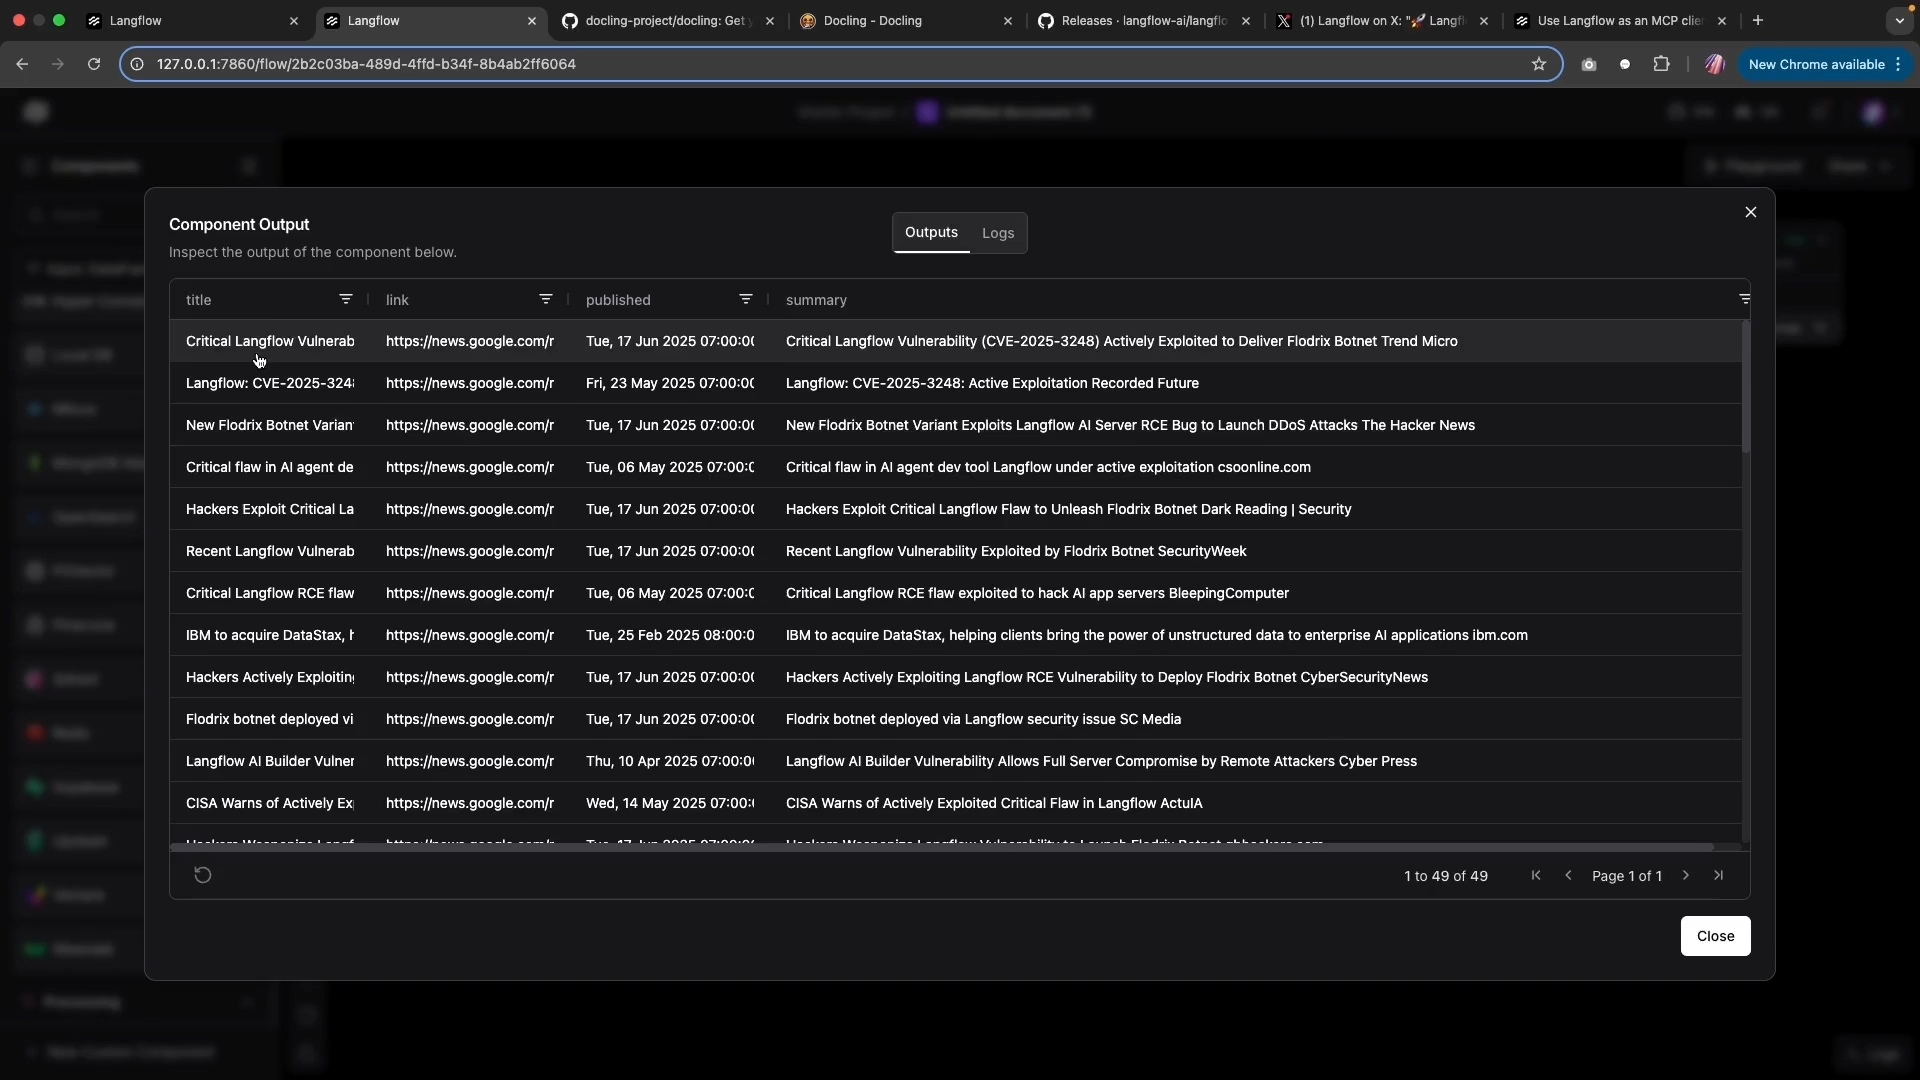 Langflow
Langflow
docling-project/docling: Get
Docling - Docling
Releases · langflow-ai/langflo
(1) Langflow on X: "🚀 Langfl
Use Langflow as an MCP clie
127.0.0.1:7860/flow/2b2c03ba-489d-4ffd-b34f-8b4ab2ff6064
New Chrome available
Components
Playground
Share
Component Output
Inspect the output of the component below.
Outputs
Logs
title link published summary
Critical Langflow Vulnerab https://news.google.com/r Tue, 17 Jun 2025 07:00:00 Critical Langflow Vulnerability (CVE-2025-3248) Actively Exploited to Deliver Flodrix Botnet Trend Micro
Langflow: CVE-2025-324 https://news.google.com/r Fri, 23 May 2025 07:00:00 Langflow: CVE-2025-3248: Active Exploitation Recorded Future
New Flodrix Botnet Varian https://news.google.com/r Tue, 17 Jun 2025 07:00:00 New Flodrix Botnet Variant Exploits Langflow AI Server RCE Bug to Launch DDoS Attacks The Hacker News
Critical flaw in AI agent de https://news.google.com/r Tue, 06 May 2025 07:00:0 Critical flaw in AI agent dev tool Langflow under active exploitation csoonline.com
Hackers Exploit Critical La https://news.google.com/r Tue, 17 Jun 2025 07:00:00 Hackers Exploit Critical Langflow Flaw to Unleash Flodrix Botnet Dark Reading | Security
Recent Langflow Vulnerab https://news.google.com/r Tue, 17 Jun 2025 07:00:00 Recent Langflow Vulnerability Exploited by Flodrix Botnet SecurityWeek
Critical Langflow RCE flaw https://news.google.com/r Tue, 06 May 2025 07:00:0 Critical Langflow RCE flaw exploited to hack AI app servers BleepingComputer
IBM to acquire DataStax, h https://news.google.com/r Tue, 25 Feb 2025 08:00:0 IBM to acquire DataStax, helping clients bring the power of unstructured data to enterprise AI applications ibm.com
Hackers Actively Exploiting https://news.google.com/r Tue, 17 Jun 2025 07:00:00 Hackers Actively Exploiting Langflow RCE Vulnerability to Deploy Flodrix Botnet CyberSecurityNews
Flodrix botnet deployed vi https://news.google.com/r Tue, 17 Jun 2025 07:00:00 Flodrix botnet deployed via Langflow security issue SC Media
Langflow AI Builder Vulner https://news.google.com/r Thu, 10 Apr 2025 07:00:0 Langflow AI Builder Vulnerability Allows Full Server Compromise by Remote Attackers Cyber Press
CISA Warns of Actively Ex https://news.google.com/r Wed, 14 May 2025 07:00: CISA Warns of Actively Exploited Critical Flaw in Langflow ActuIA
1 to 49 of 49
Page 1 of 1
Close